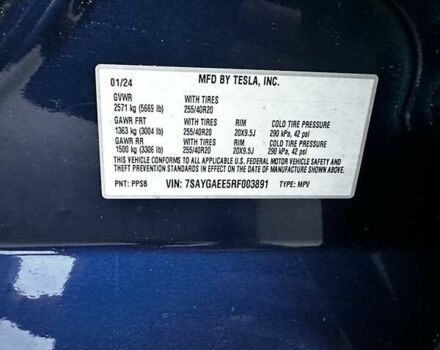 MFD BY TESLA, INC.
01/24
GVWR WITH TIRES
2571 kg (5669 lb) 255/40R20
GAWR FRT WITH TIRES RIM COLD TIRE PRESSURE
1363 kg (3004 lb) 255/40R20 20X9.5J 290 kPa, 42 psi
GAWR RR WITH TIRES RIM COLD TIRE PRESSURE
1500 kg (3306 lb) 255/40R20 20X9.5J 290 kPa, 42 psi
THIS VEHICLE CONFORMS TO ALL APPLICABLE U.S. FEDERAL MOTOR VEHICLE SAFETY AND
THEFT PREVENTION STANDARDS IN EFFECT ON THE DATE OF MANUFACTURE SHOWN ABOVE.
PNT: PPSB VIN: 7SAYGAEE5RF003891 TYPE: MPV